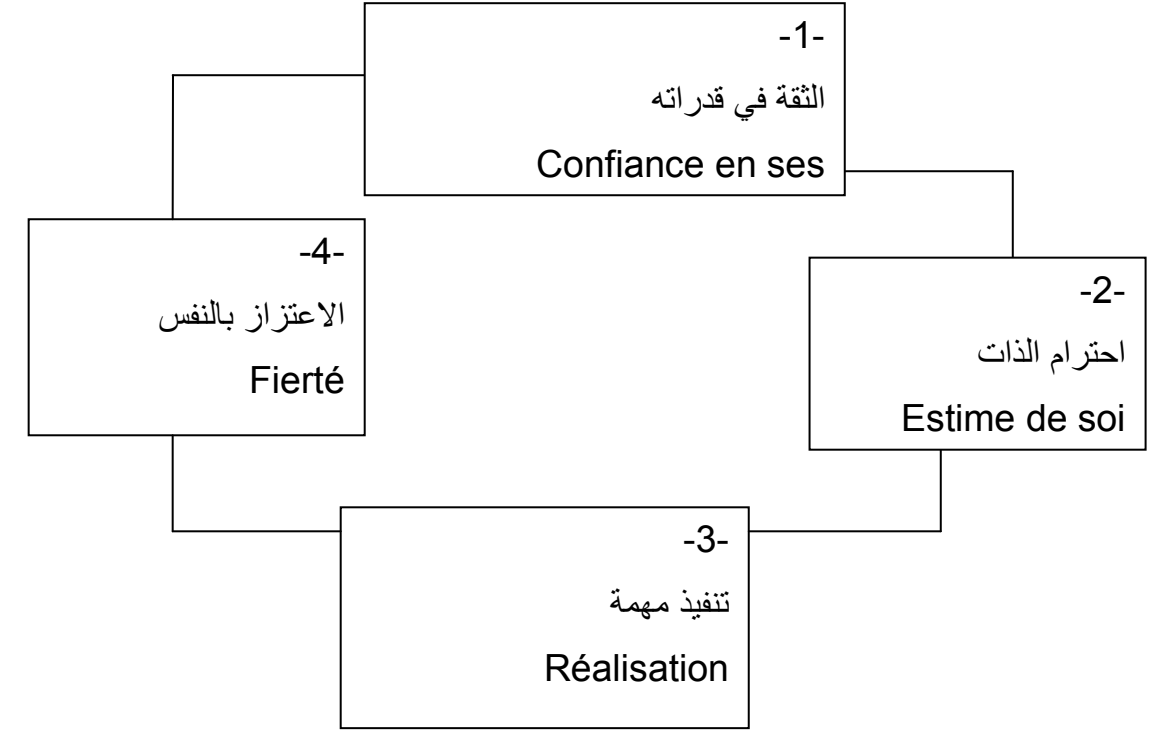 -1-
الثقة في قدراته
Confiance en ses
-2-
احترام الذات
Estime de soi
-3-
تنفيذ مهمة
Réalisation
-4-
الاعتزاز بالنفس
Fierté